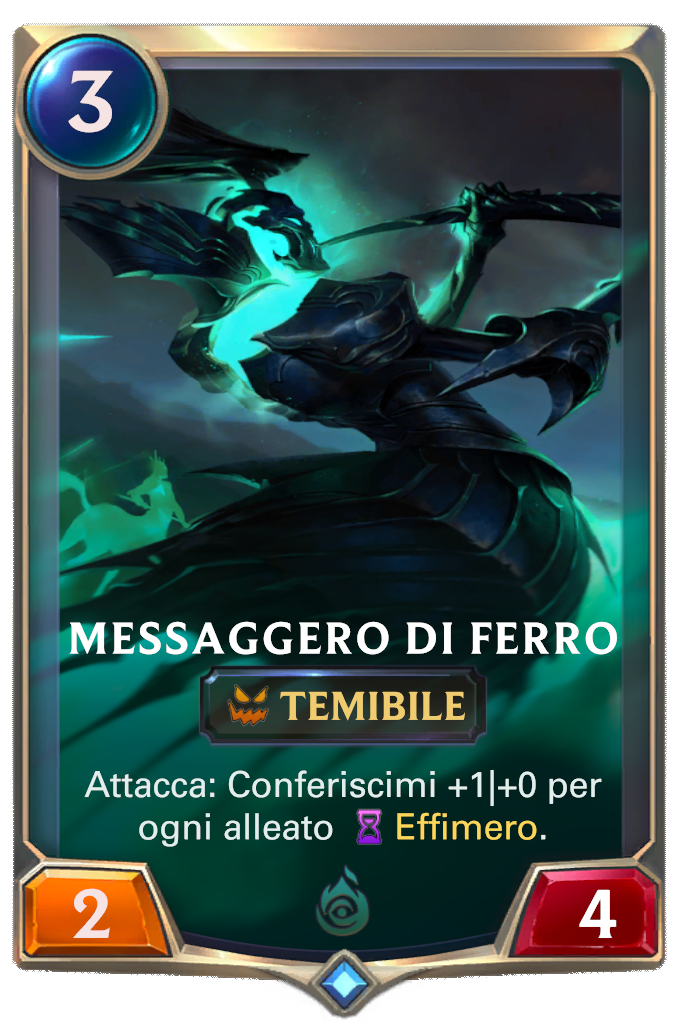 3
MESSAGGERO DI FERRO
TEMIBILE
Attacca: Conferiscimi +1|+0 per
ogni alleato Effimero.
2
4